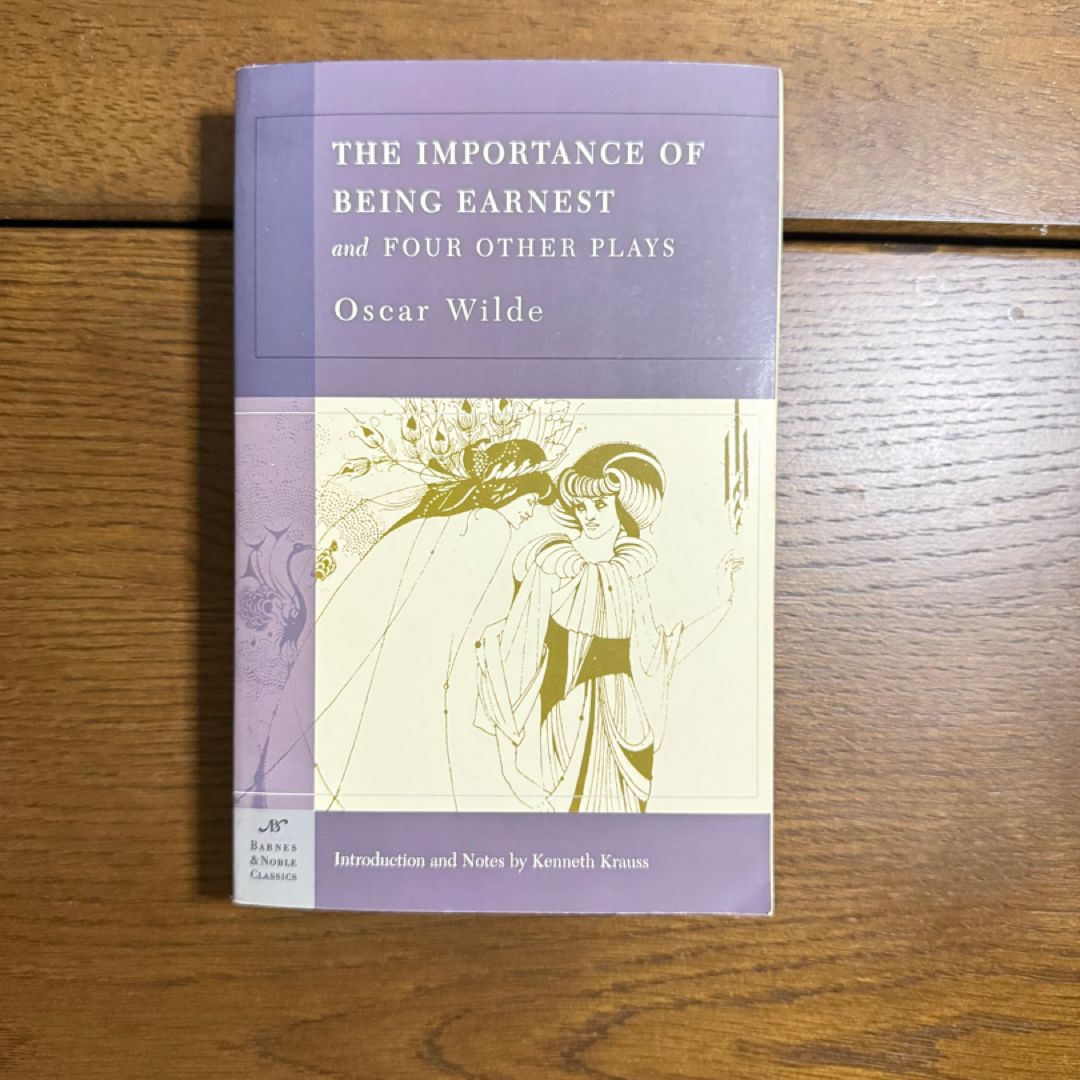 THE IMPORTANCE OF
BEING EARNEST
and FOUR OTHER PLAYS
Oscar Wilde
BARNES
& NOBLE
CLASSICS
Introduction and Notes by Kenneth Krauss